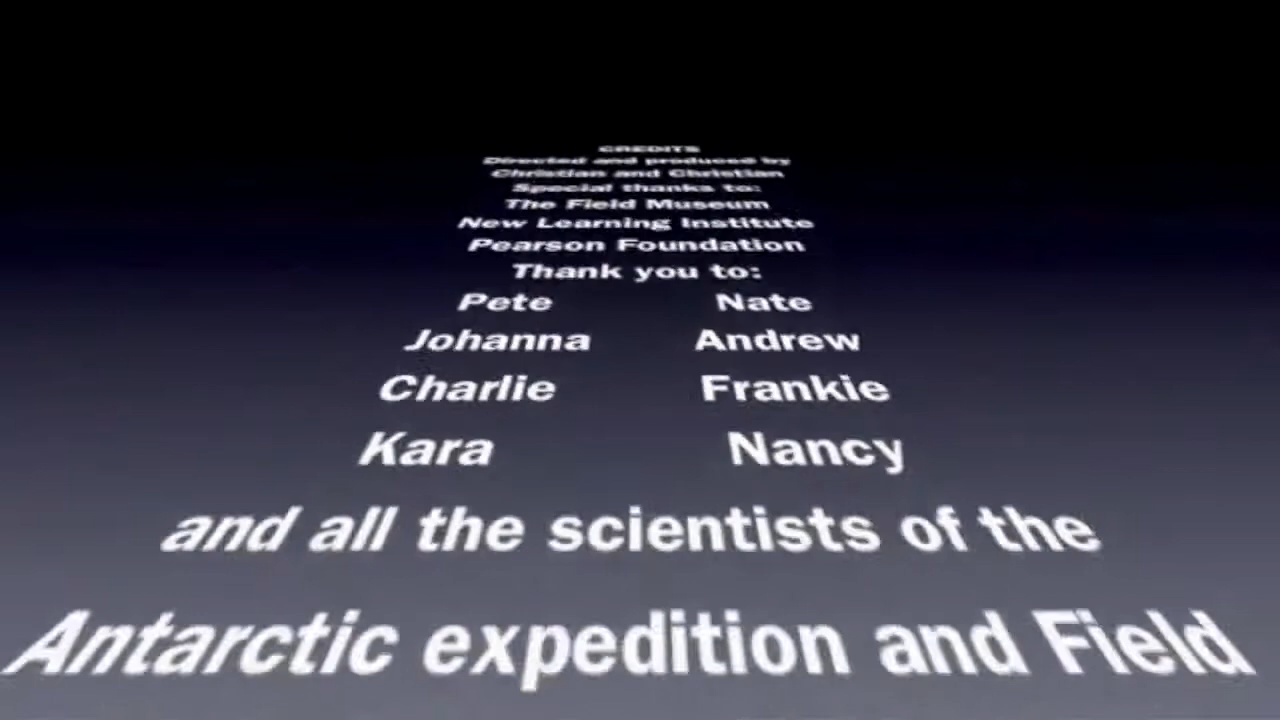 CREDITS
Directed and produced by
Christian and Christian
Special thanks to:
The Field Museum
New Learning Institute
Pearson Foundation
Thank you to:
Pete Nate
Johanna Andrew
Charlie Frankie
Kara Nancy
and all the scientists of the
Antarctic expedition and Field